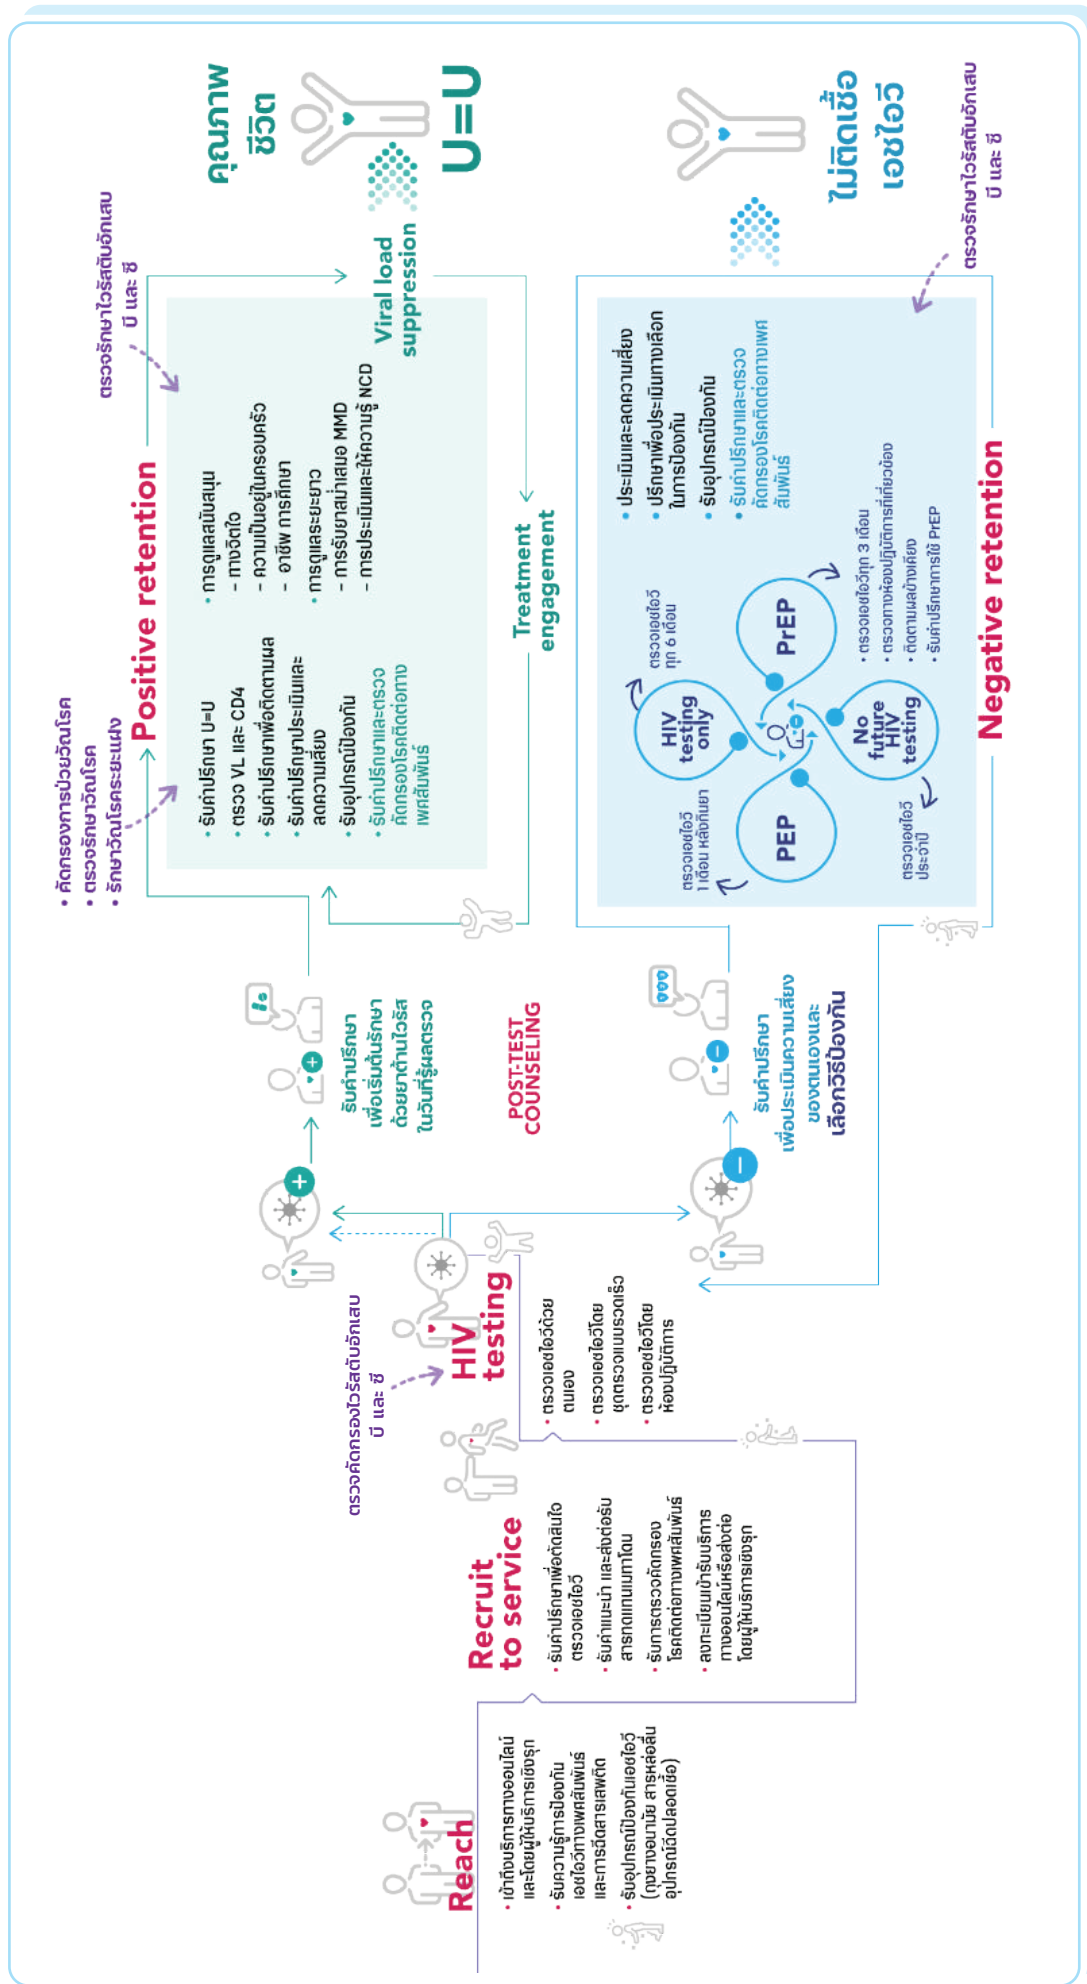 Reach
• เข้าถึงบริการทางออนไลน์
และโดยผู้ให้บริการเชิงรุก
• รับความรู้การป้องกัน
เอชไอวีทางเพศสัมพันธ์
และการฉีดสารเสพติด
• รับอุปกรณ์ป้องกันเอชไอวี
(ถุงยางอนามัย สารหล่อลื่น
อุปกรณ์ฉีดปลอดเชื้อ)
Recruit
to service
• รับคำปรึกษาเพื่อตัดสินใจ
ตรวจเอชไอวี
• รับคำแนะนำ และส่งต่อรับ
สารทดแทนเมทาโดน
• รับการตรวจคัดกรอง
โรคติดต่อทางเพศสัมพันธ์
• ลงทะเบียนเข้ารับบริการ
ทางออนไลน์หรือส่งต่อ
โดยผู้ให้บริการเชิงรุก
ตรวจคัดกรองไวรัสตับอักเสบ
บี และ ซี
HIV
testing
• ตรวจเอชไอวีด้วย
ตนเอง
• ตรวจเอชไอวีโดย
ชุดตรวจแบบรวดเร็ว
• ตรวจเอชไอวีโดย
ห้องปฏิบัติการ
รับคำปรึกษา
เพื่อเริ่มต้นรักษา
ด้วยยาต้านไวรัส
ในวันที่รู้ผลตรวจ
POST-TEST
COUNSELING
รับคำปรึกษา
เพื่อประเมินความเสี่ยง
ของตนเองและ
เลือกวิธีป้องกัน
• คัดกรองการป่วยวัณโรค
• ตรวจรักษาวัณโรค
• รักษาวัณโรคระยะแฝง
Positive retention
ตรวจรักษาไวรัสตับอักเสบ
บี และ ซี
• รับคำปรึกษา U=U
• ตรวจ VL และ CD4
• รับคำปรึกษาเพื่อติดตามผล
• รับคำปรึกษาประเมินและ
ลดความเสี่ยง
• รับอุปกรณ์ป้องกัน
• รับคำปรึกษาและตรวจ
คัดกรองโรคติดต่อทาง
เพศสัมพันธ์
• การดูแลสนับสนุน
– ทางจิตใจ
– ความเป็นอยู่ในครอบครัว
– อาชีพ การศึกษา
• การดูแลระยะยาว
– การรับยาสม่ำเสมอ MMD
– การประเมินและให้ความรู้ NCD
Viral load
suppression
Treatment
engagement
คุณภาพ
ชีวิต
U=U
ตรวจเอชไอวี
1 เดือน หลังกินยา
PEP
HIV
testing
only
ตรวจเอชไอวี
ทุก 6 เดือน
PrEP
No
future
HIV
testing
ตรวจเอชไอวี
ประจำปี
• ตรวจเอชไอวีทุก 3 เดือน
• ตรวจทางห้องปฏิบัติการที่เกี่ยวข้อง
• ติดตามผลข้างเคียง
• รับคำปรึกษาการใช้ PrEP
• ประเมินและลดความเสี่ยง
• ปรึกษาเพื่อประเมินทางเลือก
ในการป้องกัน
• รับอุปกรณ์ป้องกัน
• รับคำปรึกษาและตรวจ
คัดกรองโรคติดต่อทางเพศ
สัมพันธ์
Negative retention
ตรวจรักษาไวรัสตับอักเสบ
บี และ ซี
ไม่ติดเชื้อ
เอชไอวี